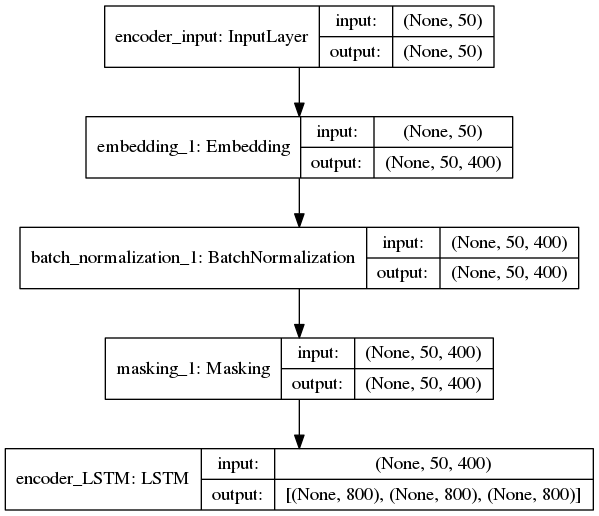 encoder_input: InputLayer
input: (None, 50)
output: (None, 50)
embedding_1: Embedding
input: (None, 50)
output: (None, 50, 400)
batch_normalization_1: BatchNormalization
input: (None, 50, 400)
output: (None, 50, 400)
masking_1: Masking
input: (None, 50, 400)
output: (None, 50, 400)
encoder_LSTM: LSTM
input: (None, 50, 400)
output: [(None, 800), (None, 800), (None, 800)]